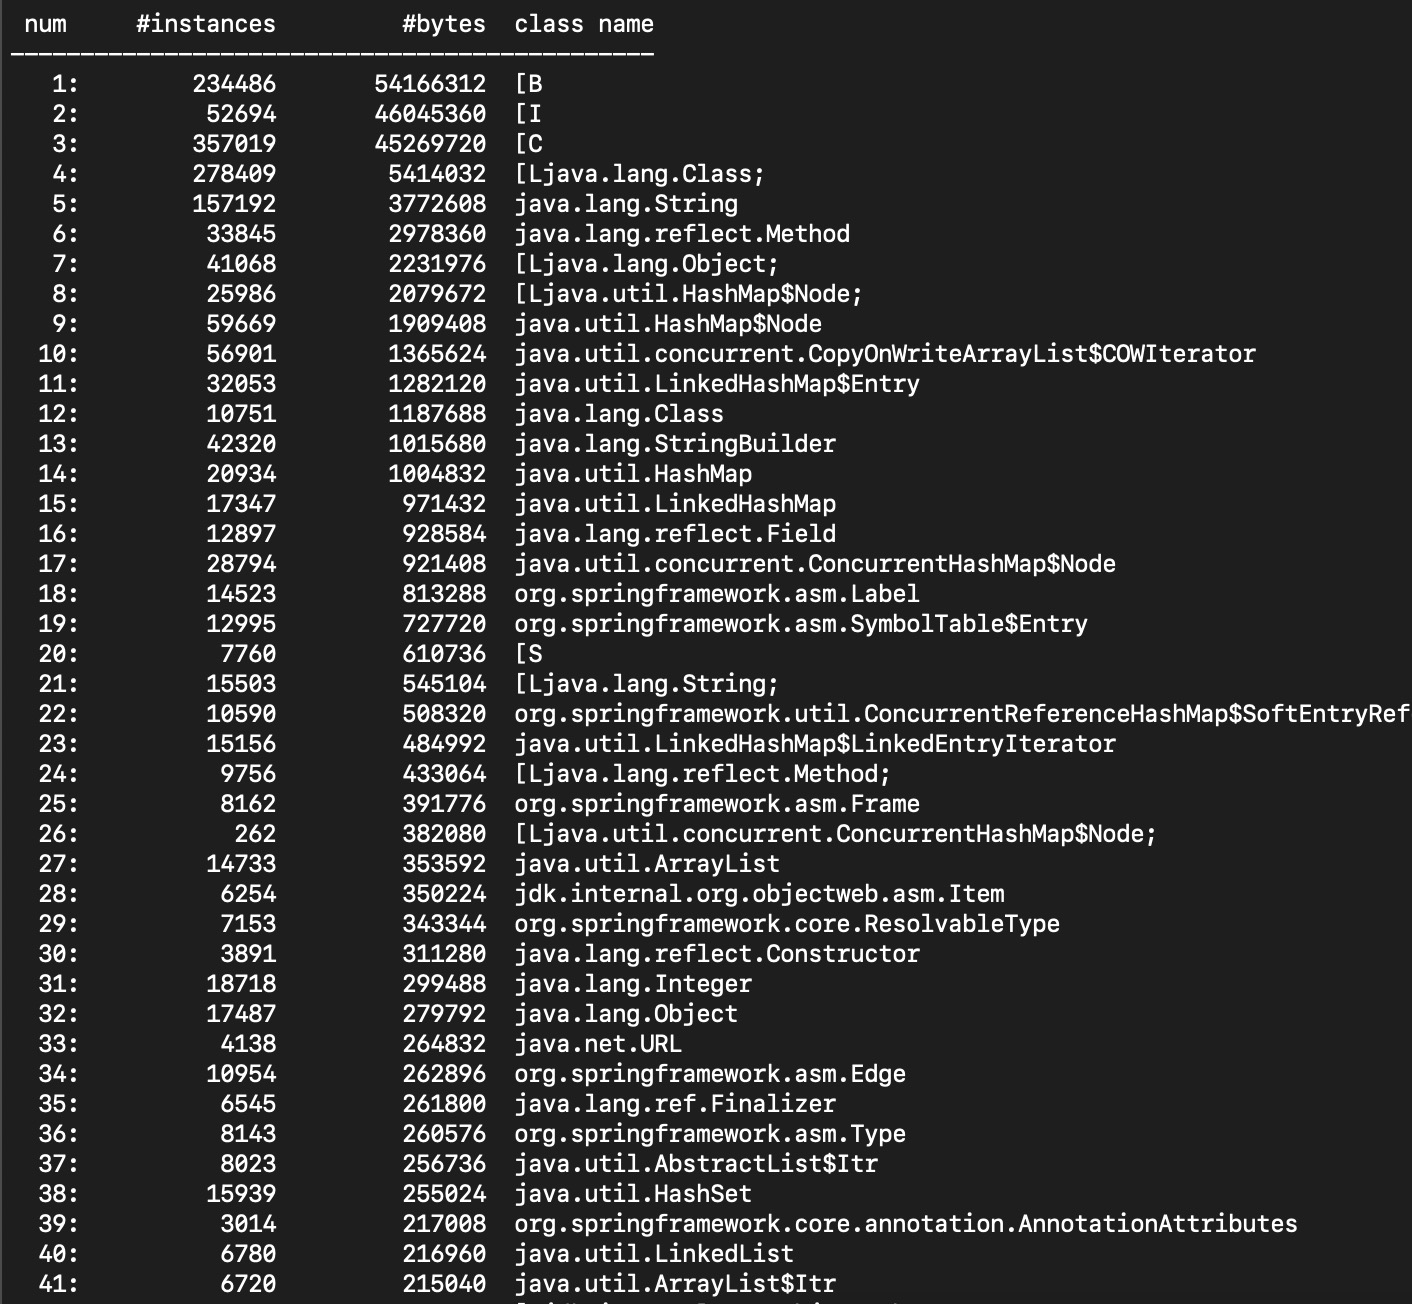 num #instances #bytes class name
----------------------------------------------
1: 234486 54166312 [B
2: 52694 46045360 [I
3: 357019 45269720 [C
4: 278409 5414032 [Ljava.lang.Class;
5: 157192 3772608 java.lang.String
6: 33845 2978360 java.lang.reflect.Method
7: 41068 2231976 [Ljava.lang.Object;
8: 25986 2079672 [Ljava.util.HashMap$Node;
9: 59669 1909408 java.util.HashMap$Node
10: 56901 1365624 java.util.concurrent.CopyOnWriteArrayList$COWIterator
11: 32053 1282120 java.util.LinkedHashMap$Entry
12: 10751 1187688 java.lang.Class
13: 42320 1015680 java.lang.StringBuilder
14: 20934 1004832 java.util.HashMap
15: 17347 971432 java.util.LinkedHashMap
16: 12897 928584 java.lang.reflect.Field
17: 28794 921408 java.util.concurrent.ConcurrentHashMap$Node
18: 14523 813288 org.springframework.asm.Label
19: 12995 727720 org.springframework.asm.SymbolTable$Entry
20: 7760 610736 [S
21: 15503 545104 [Ljava.lang.String;
22: 10590 508320 org.springframework.util.ConcurrentReferenceHashMap$SoftEntryRef
23: 15156 484992 java.util.LinkedHashMap$LinkedEntryIterator
24: 9756 433064 [Ljava.lang.reflect.Method;
25: 8162 391776 org.springframework.asm.Frame
26: 262 382080 [Ljava.util.concurrent.ConcurrentHashMap$Node;
27: 14733 353592 java.util.ArrayList
28: 6254 350224 jdk.internal.org.objectweb.asm.Item
29: 7153 343344 org.springframework.core.ResolvableType
30: 3891 311280 java.lang.reflect.Constructor
31: 18718 299488 java.lang.Integer
32: 17487 279792 java.lang.Object
33: 4138 264832 java.net.URL
34: 10954 262896 org.springframework.asm.Edge
35: 6545 261800 java.lang.ref.Finalizer
36: 8143 260576 org.springframework.asm.Type
37: 8023 256736 java.util.AbstractList$Itr
38: 15939 255024 java.util.HashSet
39: 3014 217008 org.springframework.core.annotation.AnnotationAttributes
40: 6780 216960 java.util.LinkedList
41: 6720 215040 java.util.ArrayList$Itr